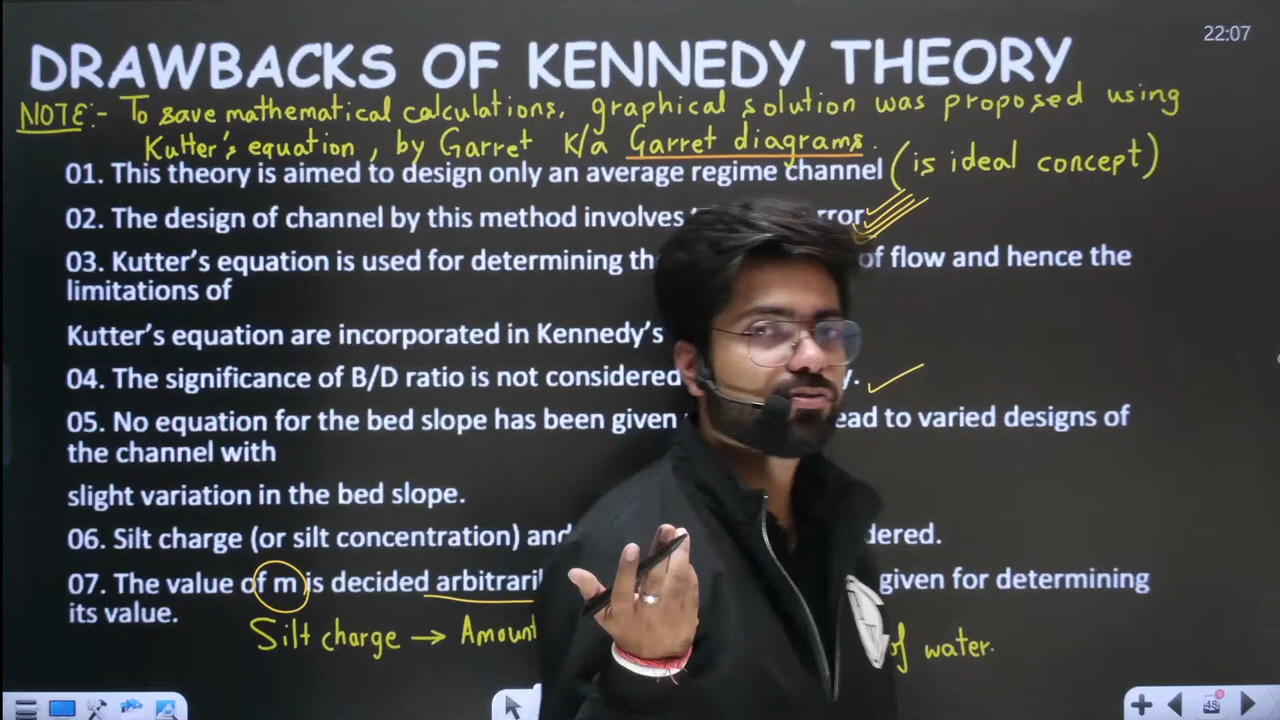 22:07
DRAWBACKS OF KENNEDY THEORY
NOTE:- To save mathematical calculations, graphical solution was proposed using
Kutter's equation, by Garret k/a Garret diagrams.
01. This theory is aimed to design only an average regime channel (is ideal concept)
02. The design of channel by this method involves
03. Kutter's equation is used for determining of flow and hence the
limitations of
Kutter's equation are incorporated in Kennedy's
04. The significance of B/D ratio is not considered
05. No equation for the bed slope has been given varied designs of
the channel with
slight variation in the bed slope.
06. Silt charge (or silt concentration) and
07. The value of m is decided given for determining
its value.
Silt charge → Amount of water.
48